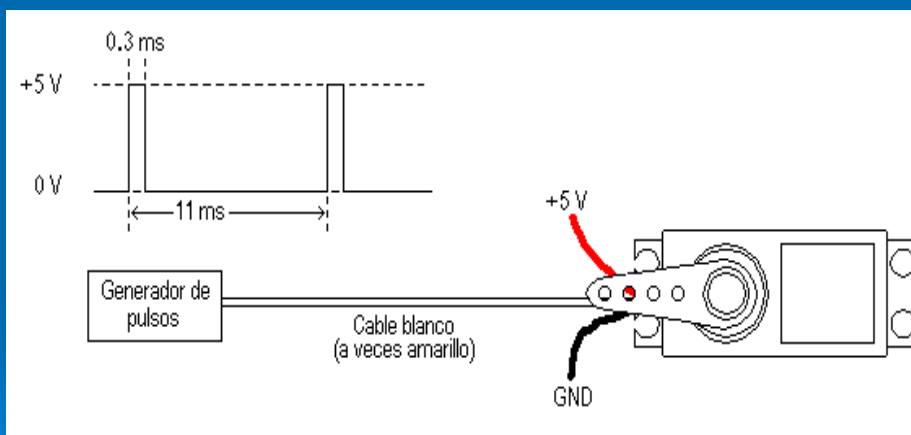 0.3 ms
+5 V
0 V
11 ms
+5 V
Generador de
pulsos
Cable blanco
(a veces amarillo)
GND